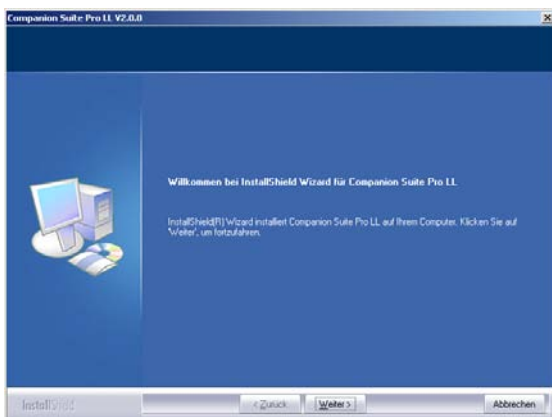 Companion Suite Pro LL V2.0.0
Willkommen bei InstallShield Wizard für Companion Suite Pro LL
InstallShield(R) Wizard installiert Companion Suite Pro LL auf Ihrem Computer. Klicken Sie auf
'Weiter', um fortzufahren.
InstallShield
< Zurück
Weiter >
Abbrechen